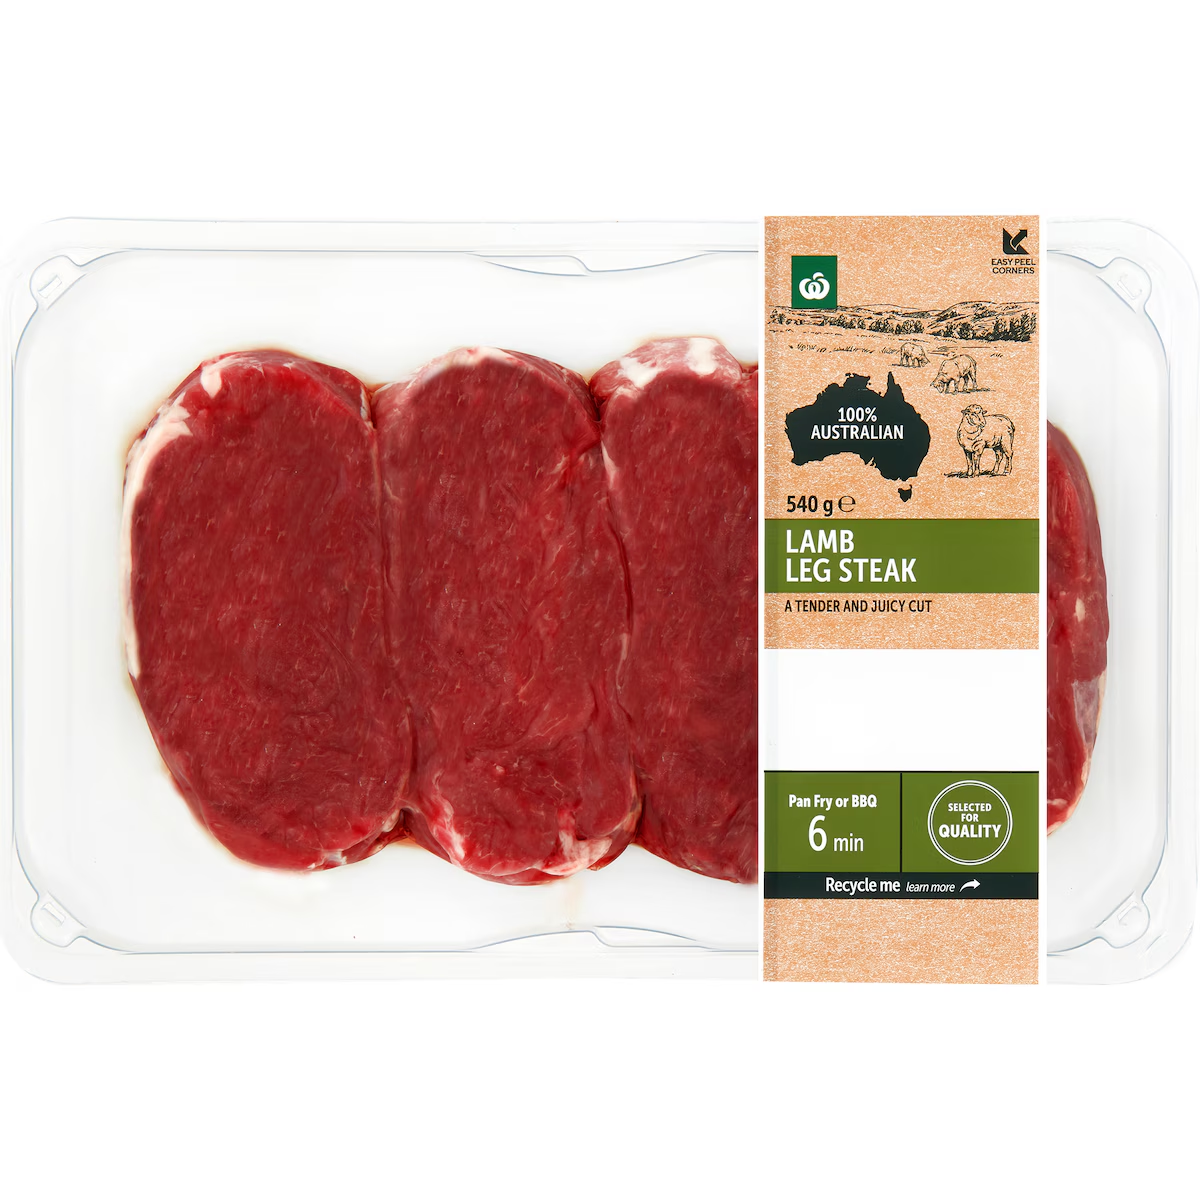 EASY PEEL
CORNERS
100%
AUSTRALIAN
540 g ℮
LAMB
LEG STEAK
A TENDER AND JUICY CUT
Pan Fry or BBQ
6 min
SELECTED
FOR
QUALITY
Recycle me learn more